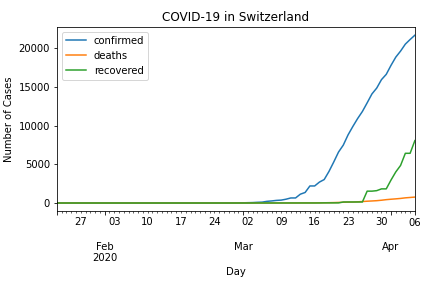 COVID-19 in Switzerland
confirmed
deaths
recovered
Number of Cases
20000
15000
10000
5000
0
27 03 10 17 24 02 09 16 23 30 06
Feb Mar Apr
2020
Day